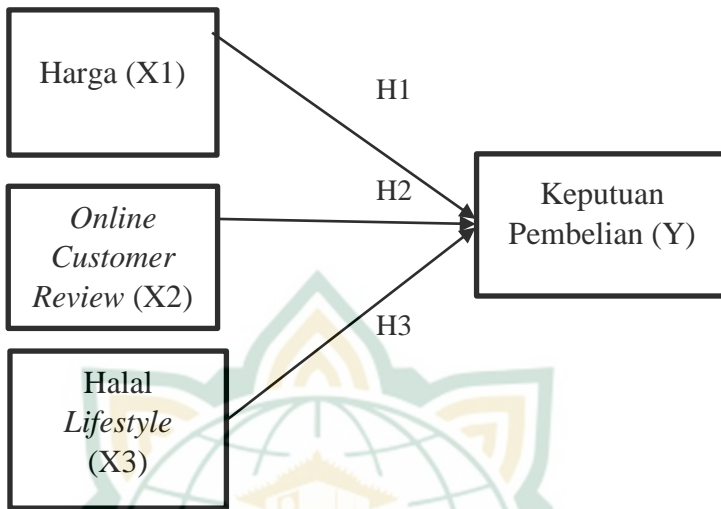 Harga (X1)
H1
Online
Customer
Review (X2)
H2
Keputuan
Pembelian (Y)
Halal
Lifestyle
(X3)
H3